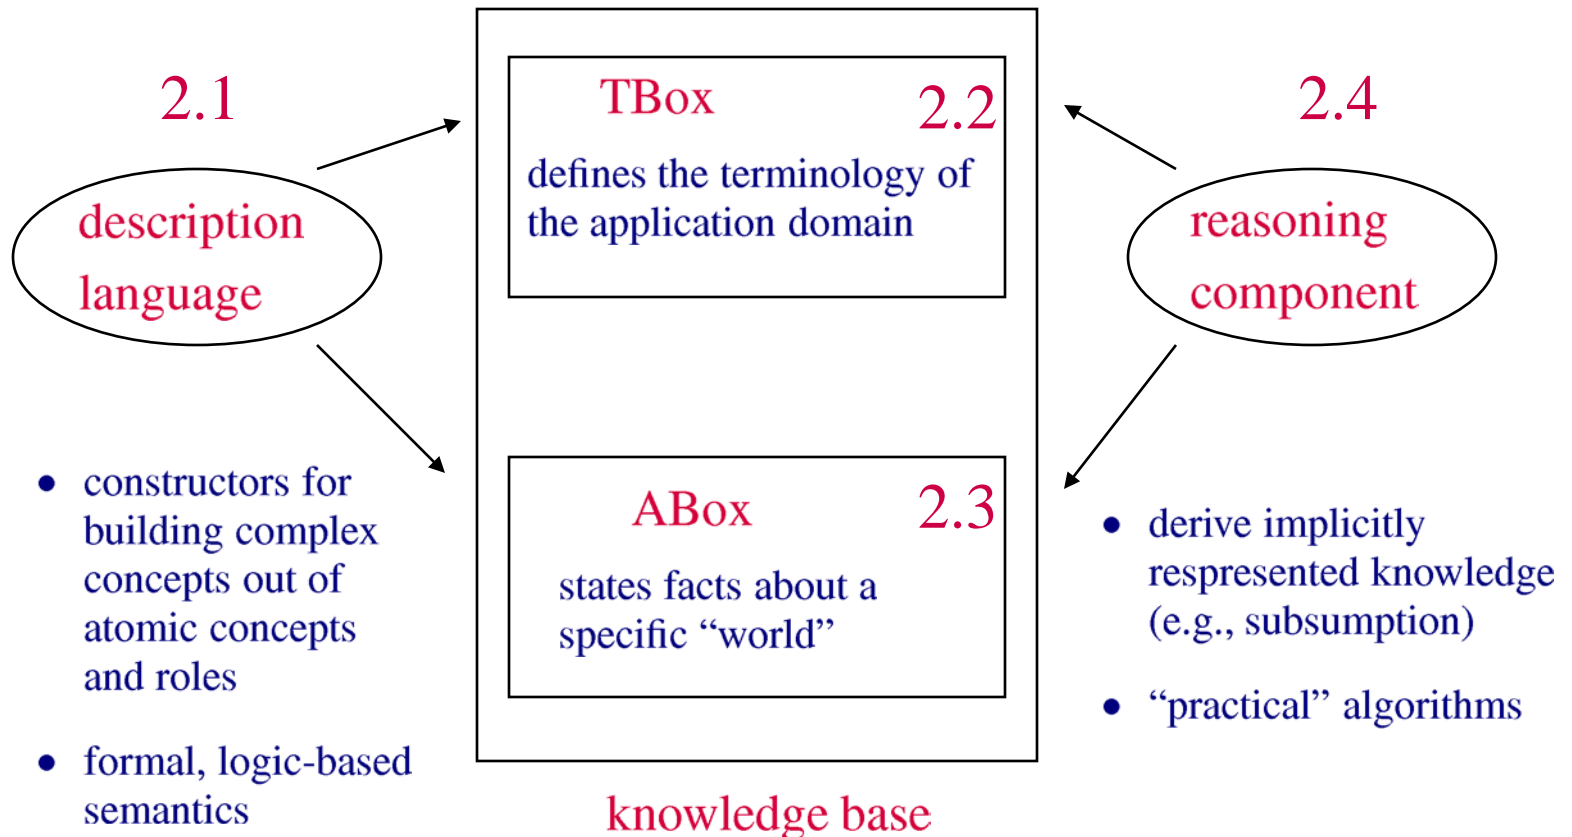 2.1
description
language
• constructors for
building complex
concepts out of
atomic concepts
and roles
• formal, logic-based
semantics
TBox
2.2
defines the terminology of
the application domain
ABox
2.3
states facts about a
specific “world”
knowledge base
2.4
reasoning
component
• derive implicitly
respresented knowledge
(e.g., subsumption)
• “practical” algorithms